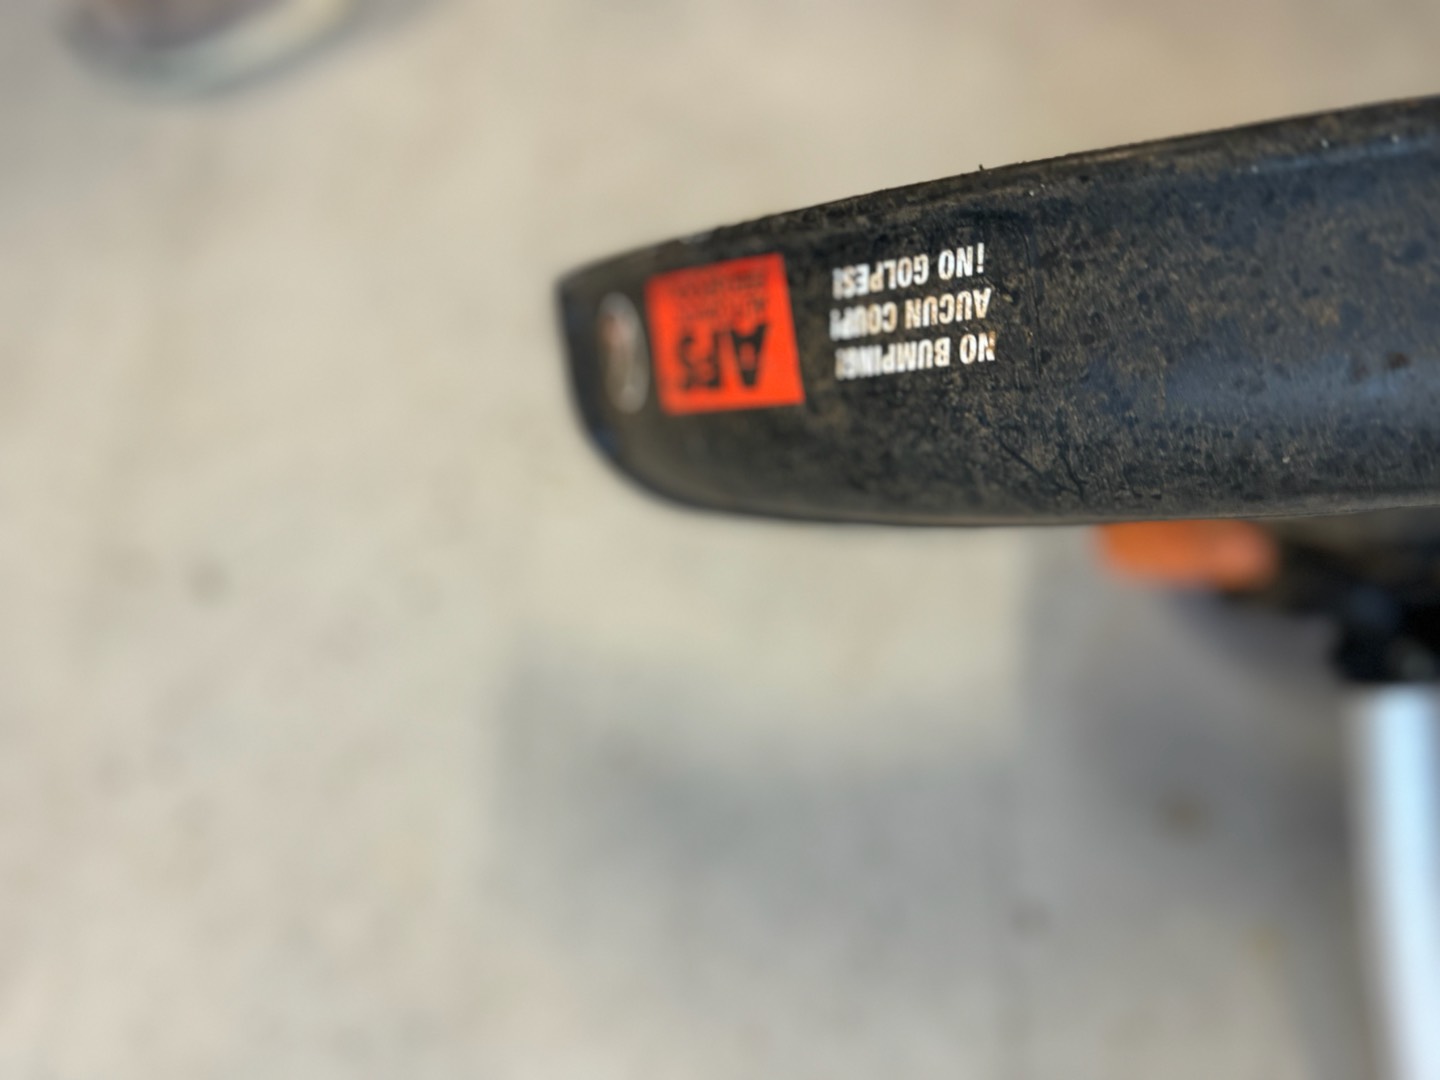 AFS
NO BUMPING!
AUCUN COUP!
¡NO GOLPES!